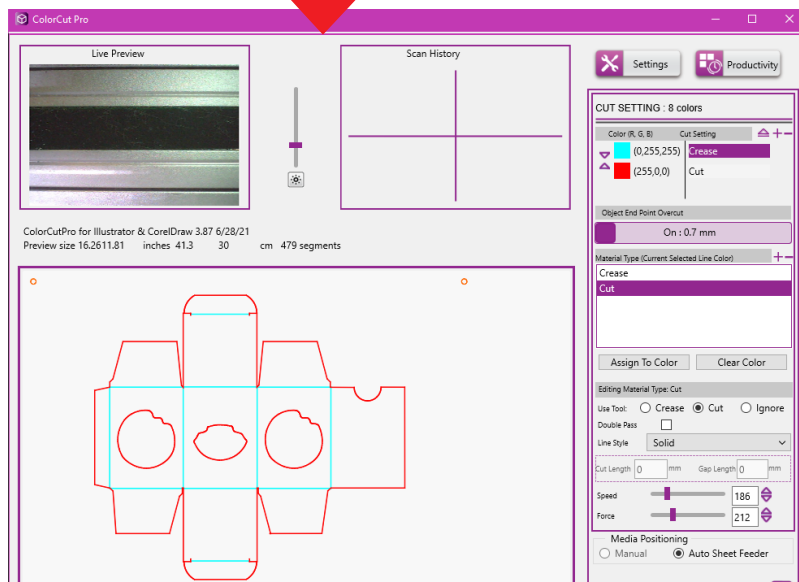 ColorCut Pro
Live Preview
Scan History
Settings
Productivity
CUT SETTING : 8 colors
Color (R, G, B) Cut Setting
(0,255,255) Crease
(255,0,0) Cut
Object End Point Overcut
On : 0.7 mm
ColorCutPro for Illustrator & CorelDraw 3.87 6/28/21
Preview size 16.2611.81 inches 41.3 30 cm 479 segments
Material Type (Current Selected Line Color)
Crease
Cut
Assign To Color Clear Color
Editing Material Type: Cut
Use Tool: Crease Cut Ignore
Double Pass
Line Style Solid
Cut Length 0 mm Gap Length 0 mm
Speed 186
Force 212
Media Positioning
Manual Auto Sheet Feeder